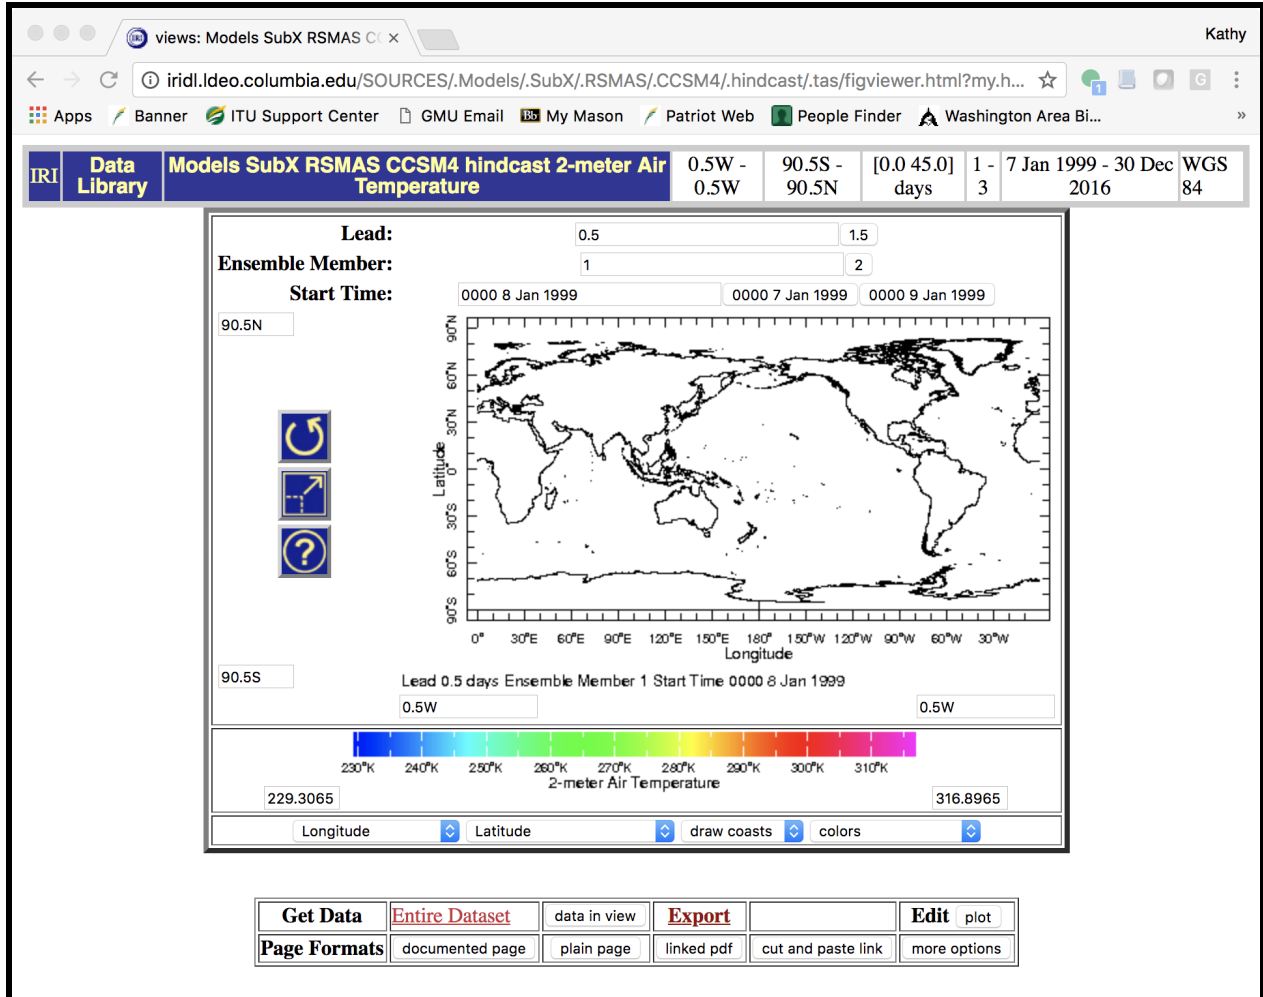 views: Models SubX RSMAS CC
Kathy
iridl.ldeo.columbia.edu/SOURCES/.Models/.SubX/.RSMAS/.CCSM4/.hindcast/.tas/figviewer.html?my.h...
1
G
Apps Banner ITU Support Center GMU Email Bb My Mason Patriot Web People Finder Washington Area Bi... »
IRI Data Library Models SubX RSMAS CCSM4 hindcast 2-meter Air Temperature 0.5W - 0.5W 90.5S - 90.5N [0.0 45.0] days 1 - 3 7 Jan 1999 - 30 Dec 2016 WGS 84
Lead: 0.5 1.5
Ensemble Member: 1 2
Start Time: 0000 8 Jan 1999 0000 7 Jan 1999 0000 9 Jan 1999
90.5N
90°N
60°N
30°N
0°
30°S
60°S
90°S
Latitude
?
0° 30°E 60°E 90°E 120°E 150°E 180° 150°W 120°W 90°W 60°W 30°W
Longitude
90.5S
Lead 0.5 days Ensemble Member 1 Start Time 0000 8 Jan 1999
0.5W 0.5W
230°K 240°K 250°K 260°K 270°K 280°K 290°K 300°K 310°K
2-meter Air Temperature
229.3065 316.8965
Longitude Latitude draw coasts colors
Get Data Entire Dataset data in view Export Edit plot
Page Formats documented page plain page linked pdf cut and paste link more options